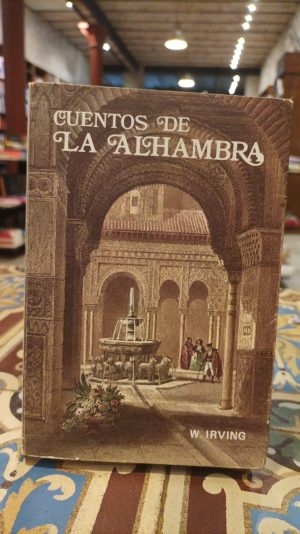 CUENTOS DE
LA ALHAMBRA
W. IRVING